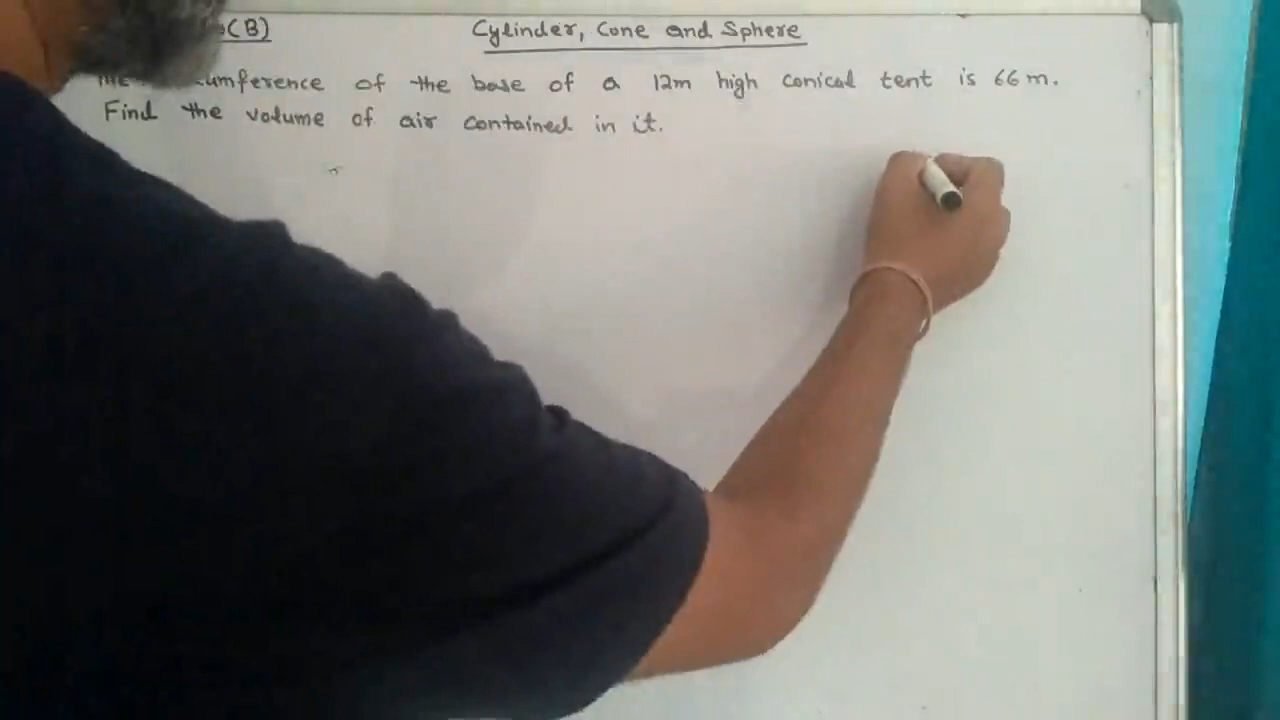 (B) Cylinder, Cone and Sphere
of the base of a 12m high conical tent is 66 m.
Find the volume of air contained in it.